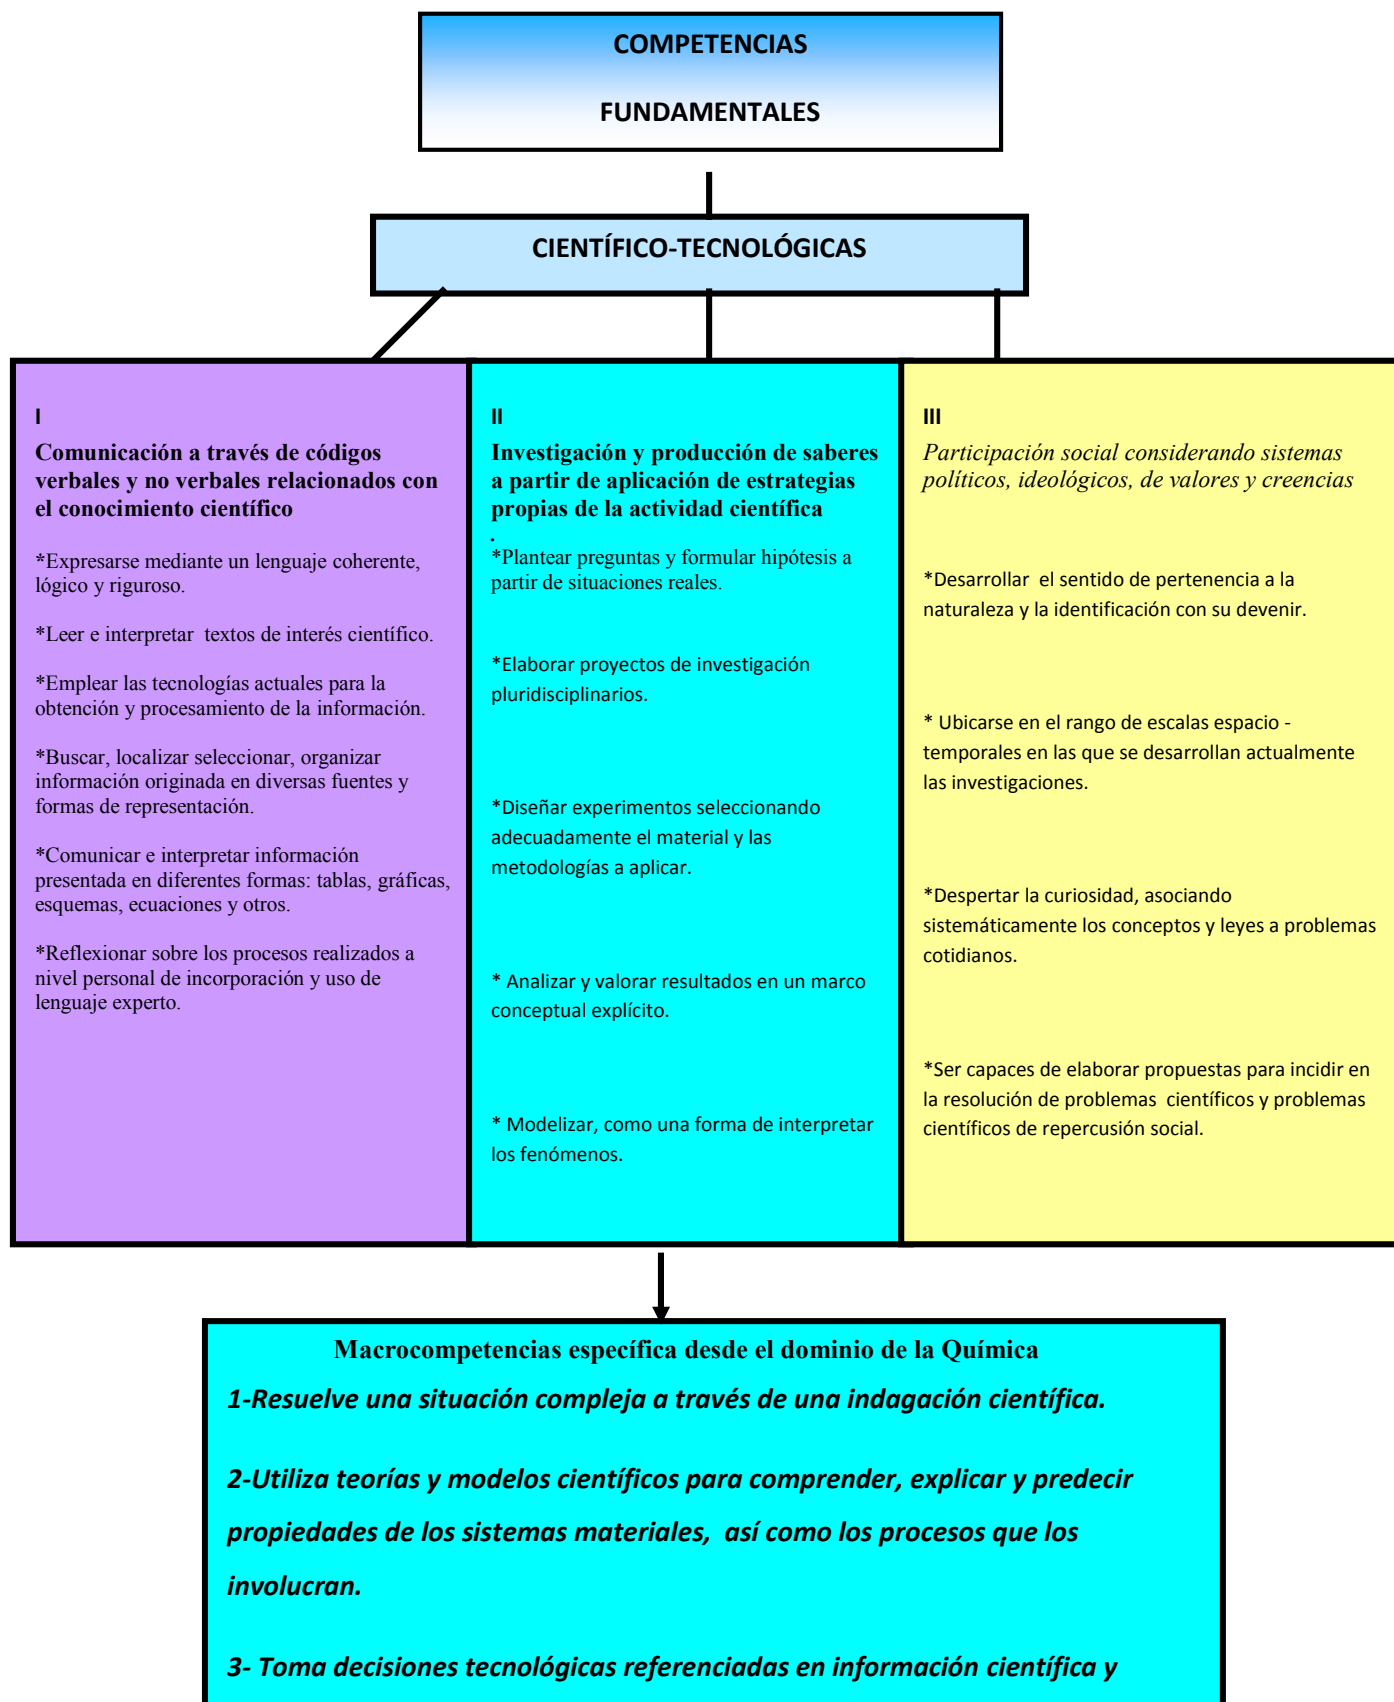 COMPETENCIAS
FUNDAMENTALES
CIENTÍFICO-TECNOLÓGICAS
I
Comunicación a través de códigos
verbales y no verbales relacionados con
el conocimiento científico
*Expresarse mediante un lenguaje coherente,
lógico y riguroso.
*Leer e interpretar textos de interés científico.
*Emplear las tecnologías actuales para la
obtención y procesamiento de la información.
*Buscar, localizar seleccionar, organizar
información originada en diversas fuentes y
formas de representación.
*Comunicar e interpretar información
presentada en diferentes formas: tablas, gráficas,
esquemas, ecuaciones y otros.
*Reflexionar sobre los procesos realizados a
nivel personal de incorporación y uso de
lenguaje experto.
II
Investigación y producción de saberes
a partir de aplicación de estrategias
propias de la actividad científica
.
*Plantear preguntas y formular hipótesis a
partir de situaciones reales.
*Elaborar proyectos de investigación
pluridisciplinarios.
*Diseñar experimentos seleccionando
adecuadamente el material y las
metodologías a aplicar.
* Analizar y valorar resultados en un marco
conceptual explícito.
* Modelizar, como una forma de interpretar
los fenómenos.
III
Participación social considerando sistemas
políticos, ideológicos, de valores y creencias
*Desarrollar el sentido de pertenencia a la
naturaleza y la identificación con su devenir.
* Ubicarse en el rango de escalas espacio -
temporales en las que se desarrollan actualmente
las investigaciones.
*Despertar la curiosidad, asociando
sistemáticamente los conceptos y leyes a problemas
cotidianos.
*Ser capaces de elaborar propuestas para incidir en
la resolución de problemas científicos y problemas
científicos de repercusión social.
Macrocompetencias específica desde el dominio de la Química
1-Resuelve una situación compleja a través de una indagación científica.
2-Utiliza teorías y modelos científicos para comprender, explicar y predecir
propiedades de los sistemas materiales, así como los procesos que los
involucran.
3- Toma decisiones tecnológicas referenciadas en información científica y